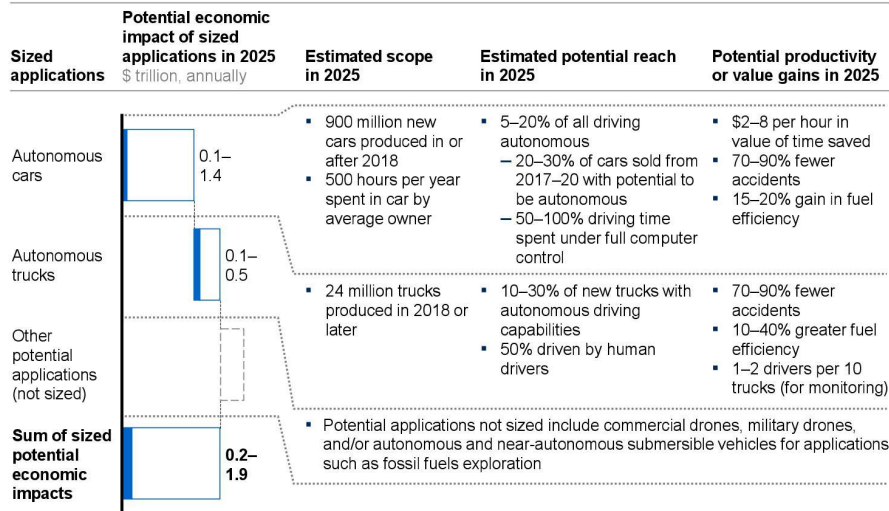 Sized
applications
Potential economic
impact of sized
applications in 2025
$ trillion, annually
Estimated scope
in 2025
Estimated potential reach
in 2025
Potential productivity
or value gains in 2025
Autonomous
cars
0.1–
1.4
▪ 900 million new
cars produced in or
after 2018
▪ 500 hours per year
spent in car by
average owner
▪ 5–20% of all driving
autonomous
– 20–30% of cars sold from
2017–20 with potential to
be autonomous
– 50–100% driving time
spent under full computer
control
▪ $2–8 per hour in
value of time saved
▪ 70–90% fewer
accidents
▪ 15–20% gain in fuel
efficiency
Autonomous
trucks
0.1–
0.5
▪ 24 million trucks
produced in 2018 or
later
▪ 10–30% of new trucks with
autonomous driving
capabilities
▪ 50% driven by human
drivers
▪ 70–90% fewer
accidents
▪ 10–40% greater fuel
efficiency
▪ 1–2 drivers per 10
trucks (for monitoring)
Other
potential
applications
(not sized)
▪ Potential applications not sized include commercial drones, military drones,
and/or autonomous and near-autonomous submersible vehicles for applications
such as fossil fuels exploration
Sum of sized
potential
economic
impacts
0.2–
1.9